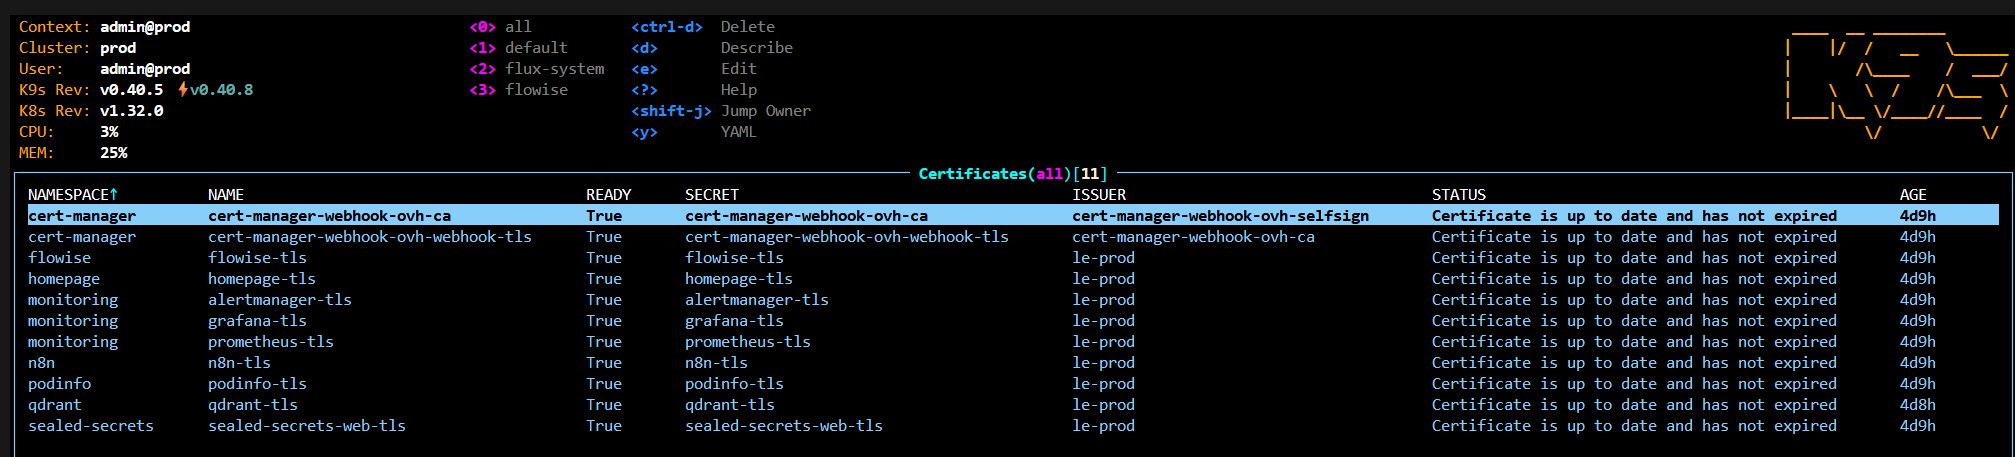 Context: admin@prod <0> all <ctrl-d> Delete
Cluster: prod <1> default <d> Describe
User: admin@prod <2> flux-system <e> Edit
K9s Rev: v0.40.5 ⚡v0.40.8 <3> flowise <?> Help
K8s Rev: v1.32.0 <shift-j> Jump Owner
CPU: 3% <y> YAML
MEM: 25%
Certificates(all)[11]
NAMESPACE↑ NAME READY SECRET ISSUER STATUS AGE
cert-manager cert-manager-webhook-ovh-ca True cert-manager-webhook-ovh-ca cert-manager-webhook-ovh-selfsign Certificate is up to date and has not expired 4d9h
cert-manager cert-manager-webhook-ovh-webhook-tls True cert-manager-webhook-ovh-webhook-tls cert-manager-webhook-ovh-ca Certificate is up to date and has not expired 4d9h
flowise flowise-tls True flowise-tls le-prod Certificate is up to date and has not expired 4d9h
homepage homepage-tls True homepage-tls le-prod Certificate is up to date and has not expired 4d9h
monitoring alertmanager-tls True alertmanager-tls le-prod Certificate is up to date and has not expired 4d9h
monitoring grafana-tls True grafana-tls le-prod Certificate is up to date and has not expired 4d9h
monitoring prometheus-tls True prometheus-tls le-prod Certificate is up to date and has not expired 4d9h
n8n n8n-tls True n8n-tls le-prod Certificate is up to date and has not expired 4d9h
podinfo podinfo-tls True podinfo-tls le-prod Certificate is up to date and has not expired 4d9h
qdrant qdrant-tls True qdrant-tls le-prod Certificate is up to date and has not expired 4d8h
sealed-secrets sealed-secrets-web-tls True sealed-secrets-web-tls le-prod Certificate is up to date and has not expired 4d9h